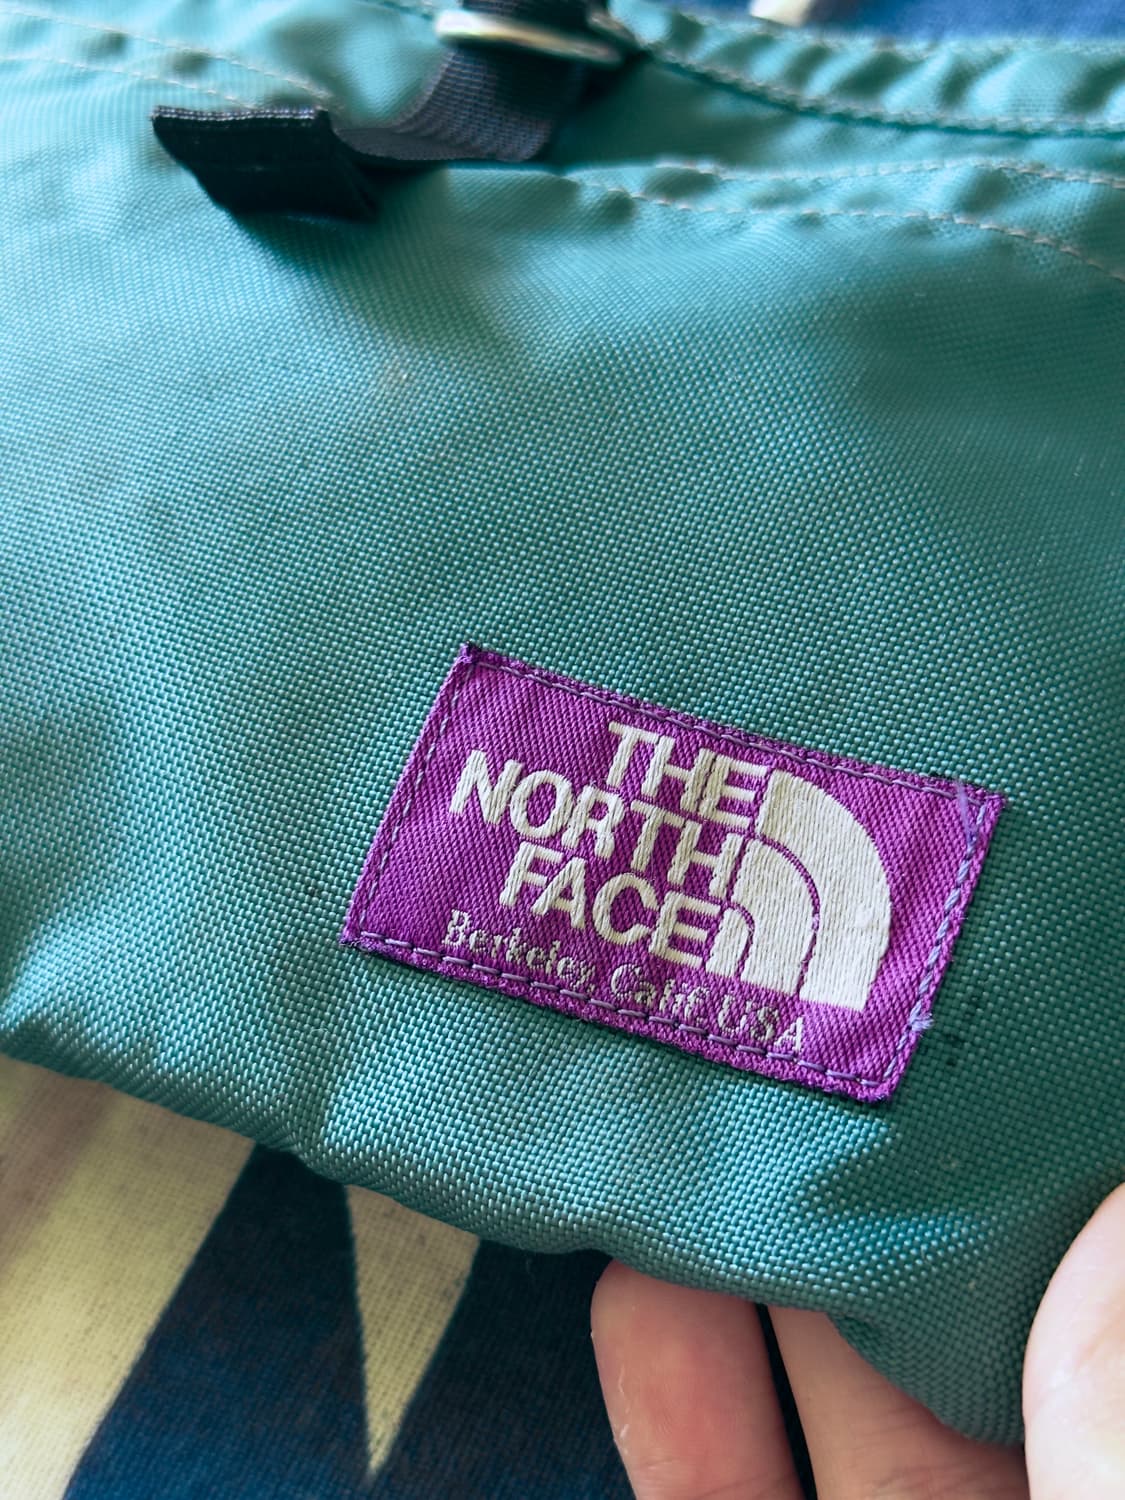 THE
NORTH
FACE
Berkeley, Calif. USA